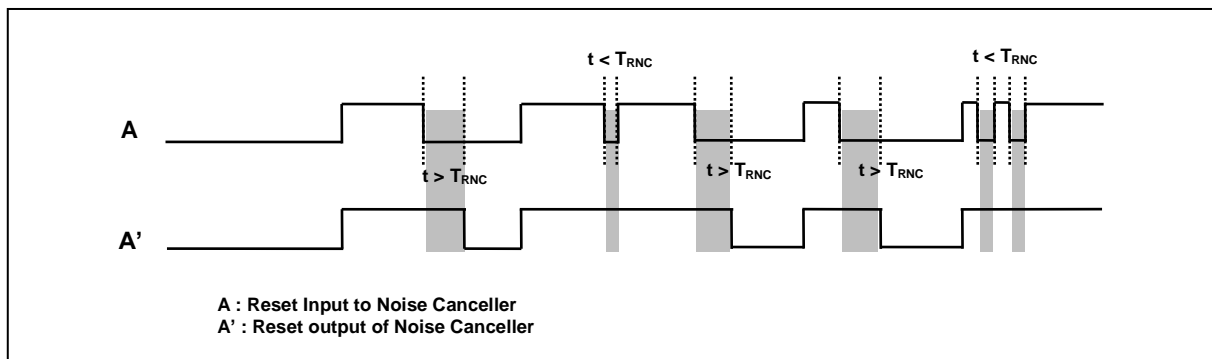 t < TRNC
t < TRNC
A
t > TRNC
t > TRNC
t > TRNC
A’
A : Reset Input to Noise Canceller
A’ : Reset output of Noise Canceller